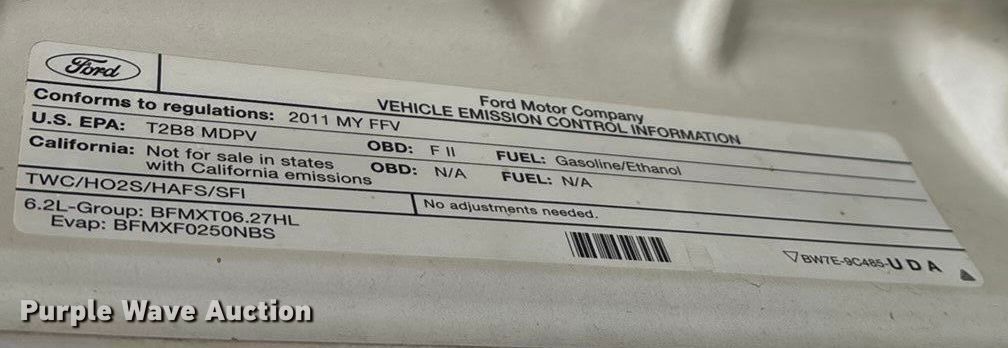 Ford
Ford Motor Company
VEHICLE EMISSION CONTROL INFORMATION
Conforms to regulations: 2011 MY FFV
U.S. EPA: T2B8 MDPV OBD: F II FUEL: Gasoline/Ethanol
California: Not for sale in states with California emissions OBD: N/A FUEL: N/A
TWC/HO2S/HAFS/SFI
No adjustments needed.
6.2L-Group: BFMXT06.27HL
Evap: BFMXF0250NBS
BW7E-9C485-UDA
Purple Wave Auction